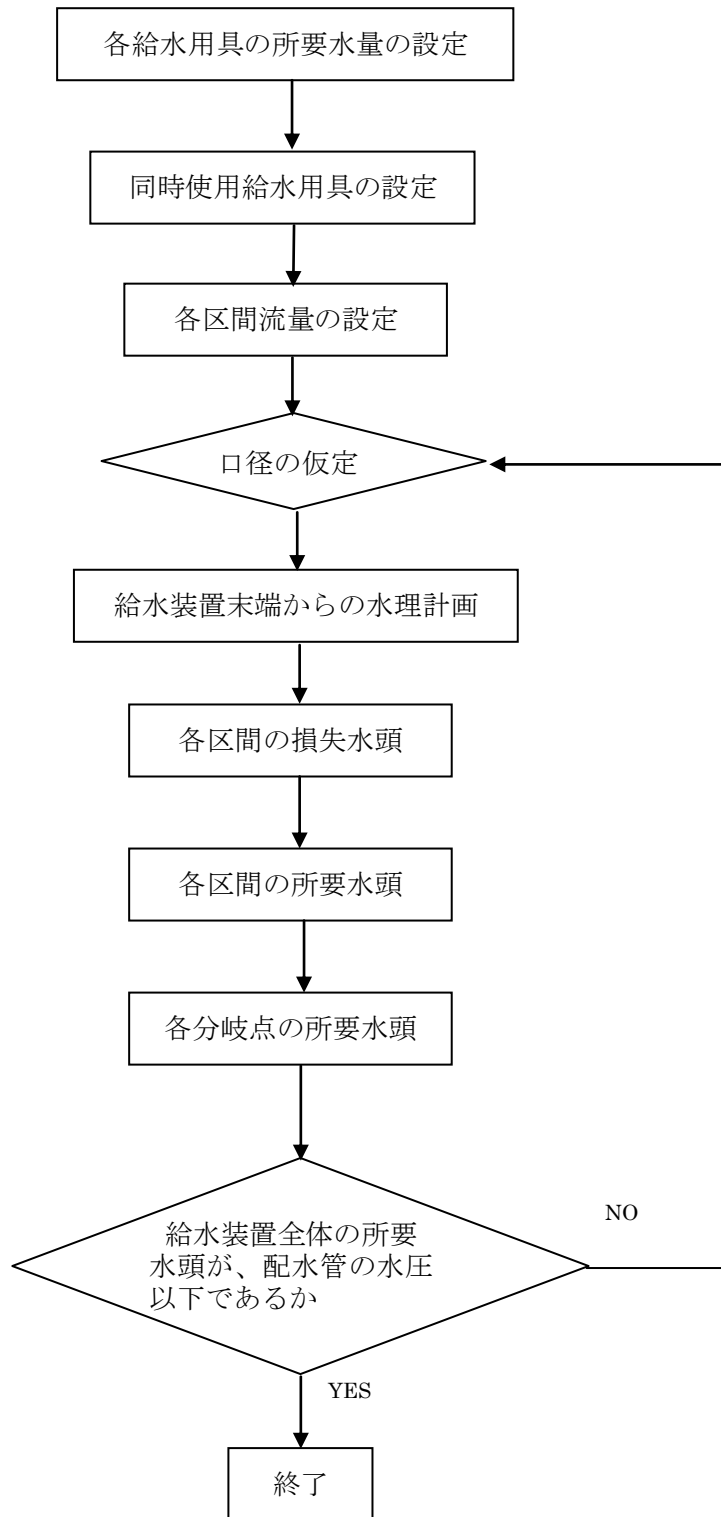 各給水用具の所要水量の設定
同時使用給水用具の設定
各区間流量の設定
口径の仮定
給水装置末端からの水理計画
各区間の損失水頭
各区間の所要水頭
各分岐点の所要水頭
給水装置全体の所要
水頭が、配水管の水圧
以下であるか
NO
YES
終了